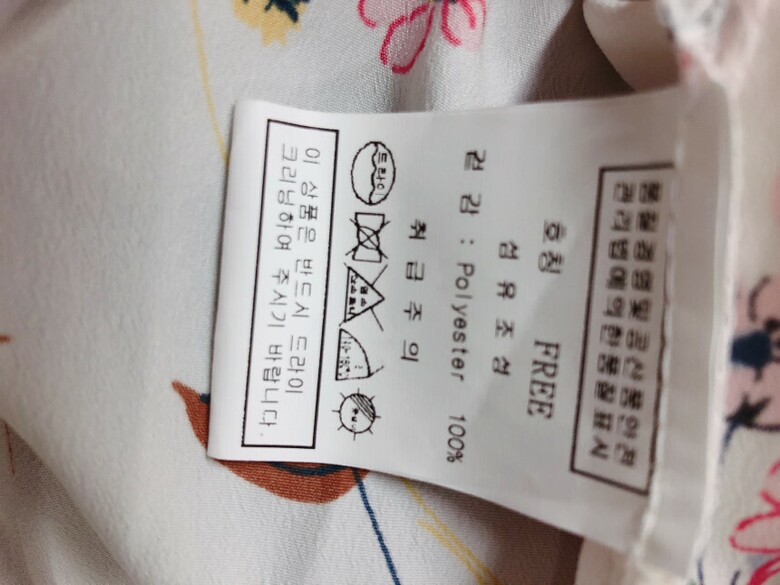 품질경영및공산품안전
관리법에의한품질표시
호칭 FREE
섬유조성
겉감 : Polyester 100%
취급주의
드라이
이 상품은 반드시 드라이
크리닝하여 주시기 바랍니다.